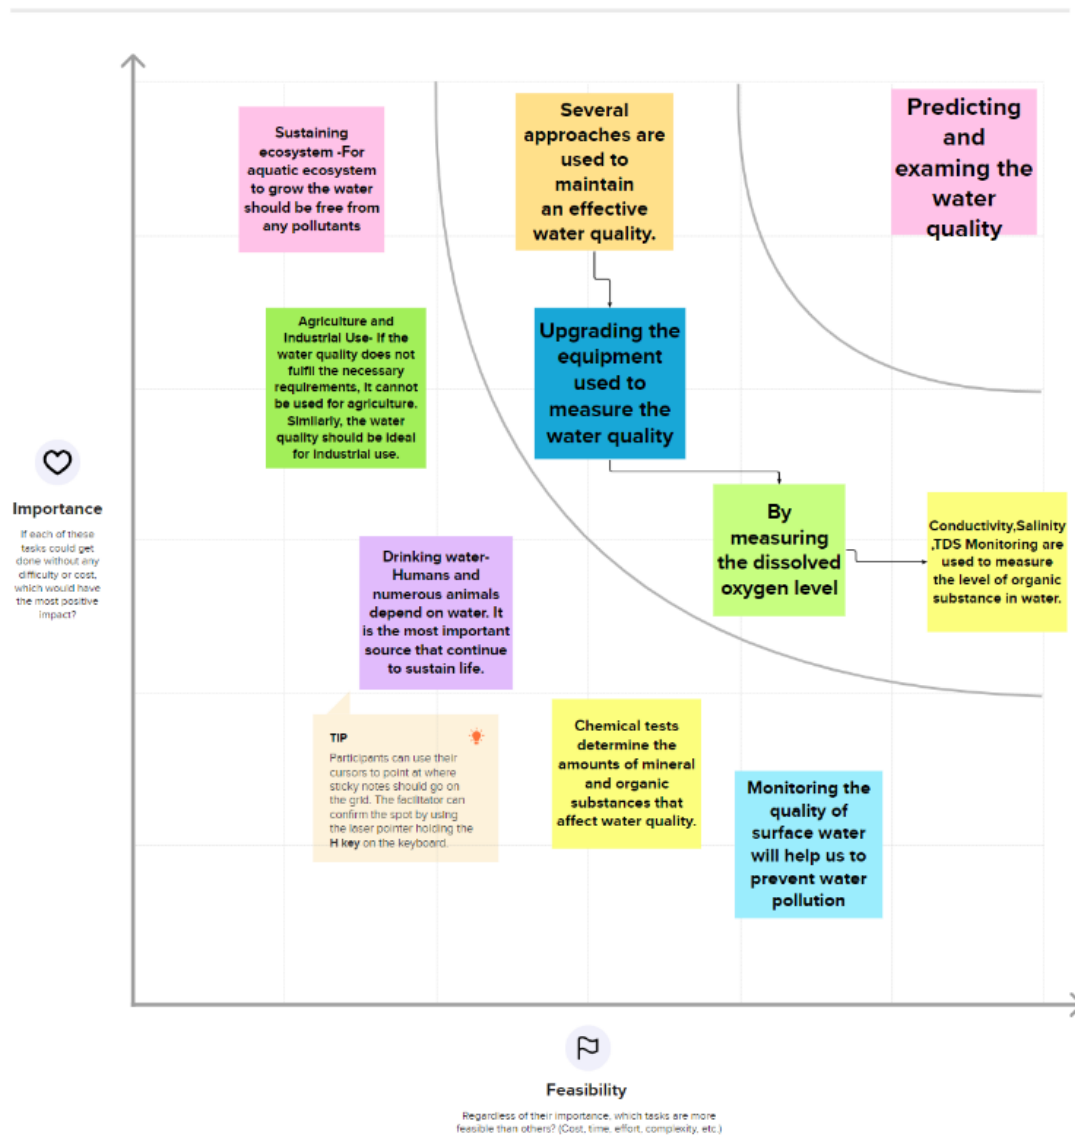 Sustaining
ecosystem -For
aquatic ecosystem
to grow the water
should be free from
any pollutants
Several
approaches are
used to
maintain
an effective
water quality.
Predicting
and
examing the
water
quality
Agriculture and
Industrial Use- If the
water quality does not
fulfil the necessary
requirements, it cannot
be used for agriculture.
Similarly, the water
quality should be ideal
for industrial use.
Upgrading the
equipment
used to
measure the
water quality
Importance
If each of these
tasks could get
done without any
difficulty or cost,
which would have
the most positive
impact?
By
measuring
the dissolved
oxygen level
Conductivity,Salinity
,TDS Monitoring are
used to measure
the level of organic
substance in water.
Drinking water-
Humans and
numerous animals
depend on water. It
is the most important
source that continue
to sustain life.
TIP
Participants can use their
cursors to point at where
sticky notes should go on
the grid. The facilitator can
confirm the spot by using
the laser pointer holding the
H key on the keyboard.
Chemical tests
determine the
amounts of mineral
and organic
substances that
affect water quality.
Monitoring the
quality of
surface water
will help us to
prevent water
pollution
Feasibility
Regardless of their importance, which tasks are more
feasible than others? (Cost, time, effort, complexity, etc.)